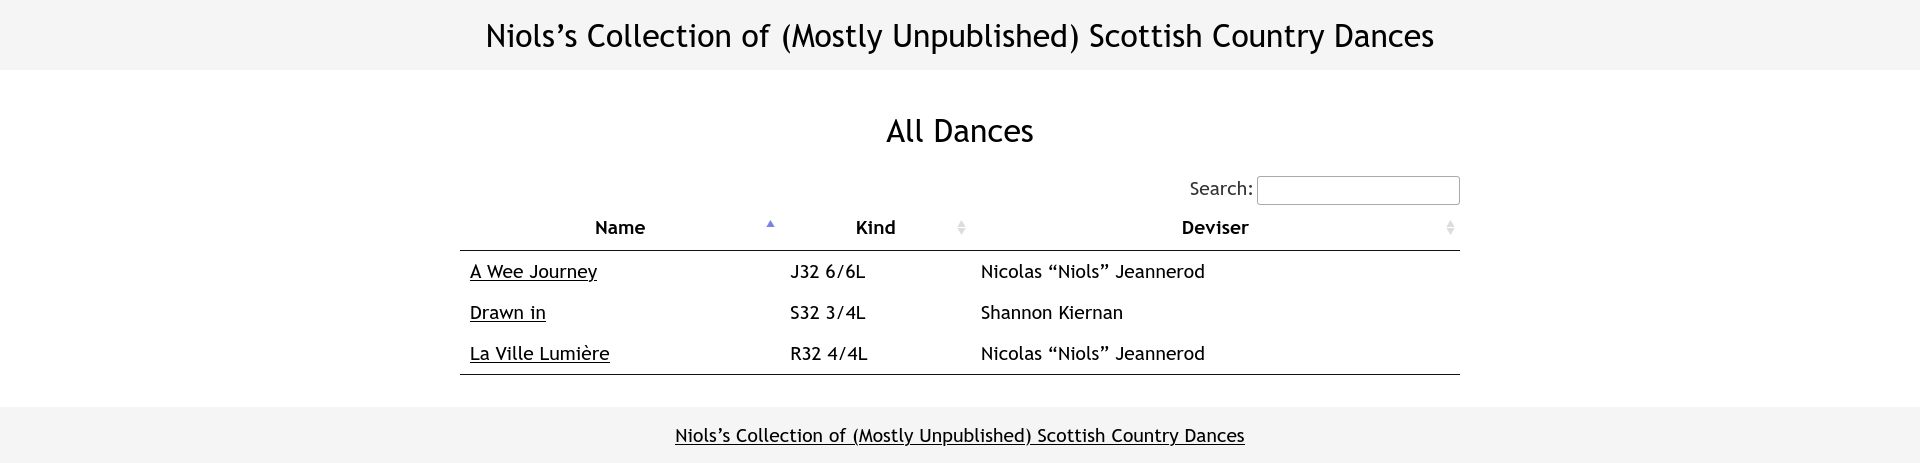 Niols’s Collection of (Mostly Unpublished) Scottish Country Dances
All Dances
Search:
Name Kind Deviser
A Wee Journey J32 6/6L Nicolas “Niols” Jeannerod
Drawn in S32 3/4L Shannon Kiernan
La Ville Lumière R32 4/4L Nicolas “Niols” Jeannerod
Niols’s Collection of (Mostly Unpublished) Scottish Country Dances